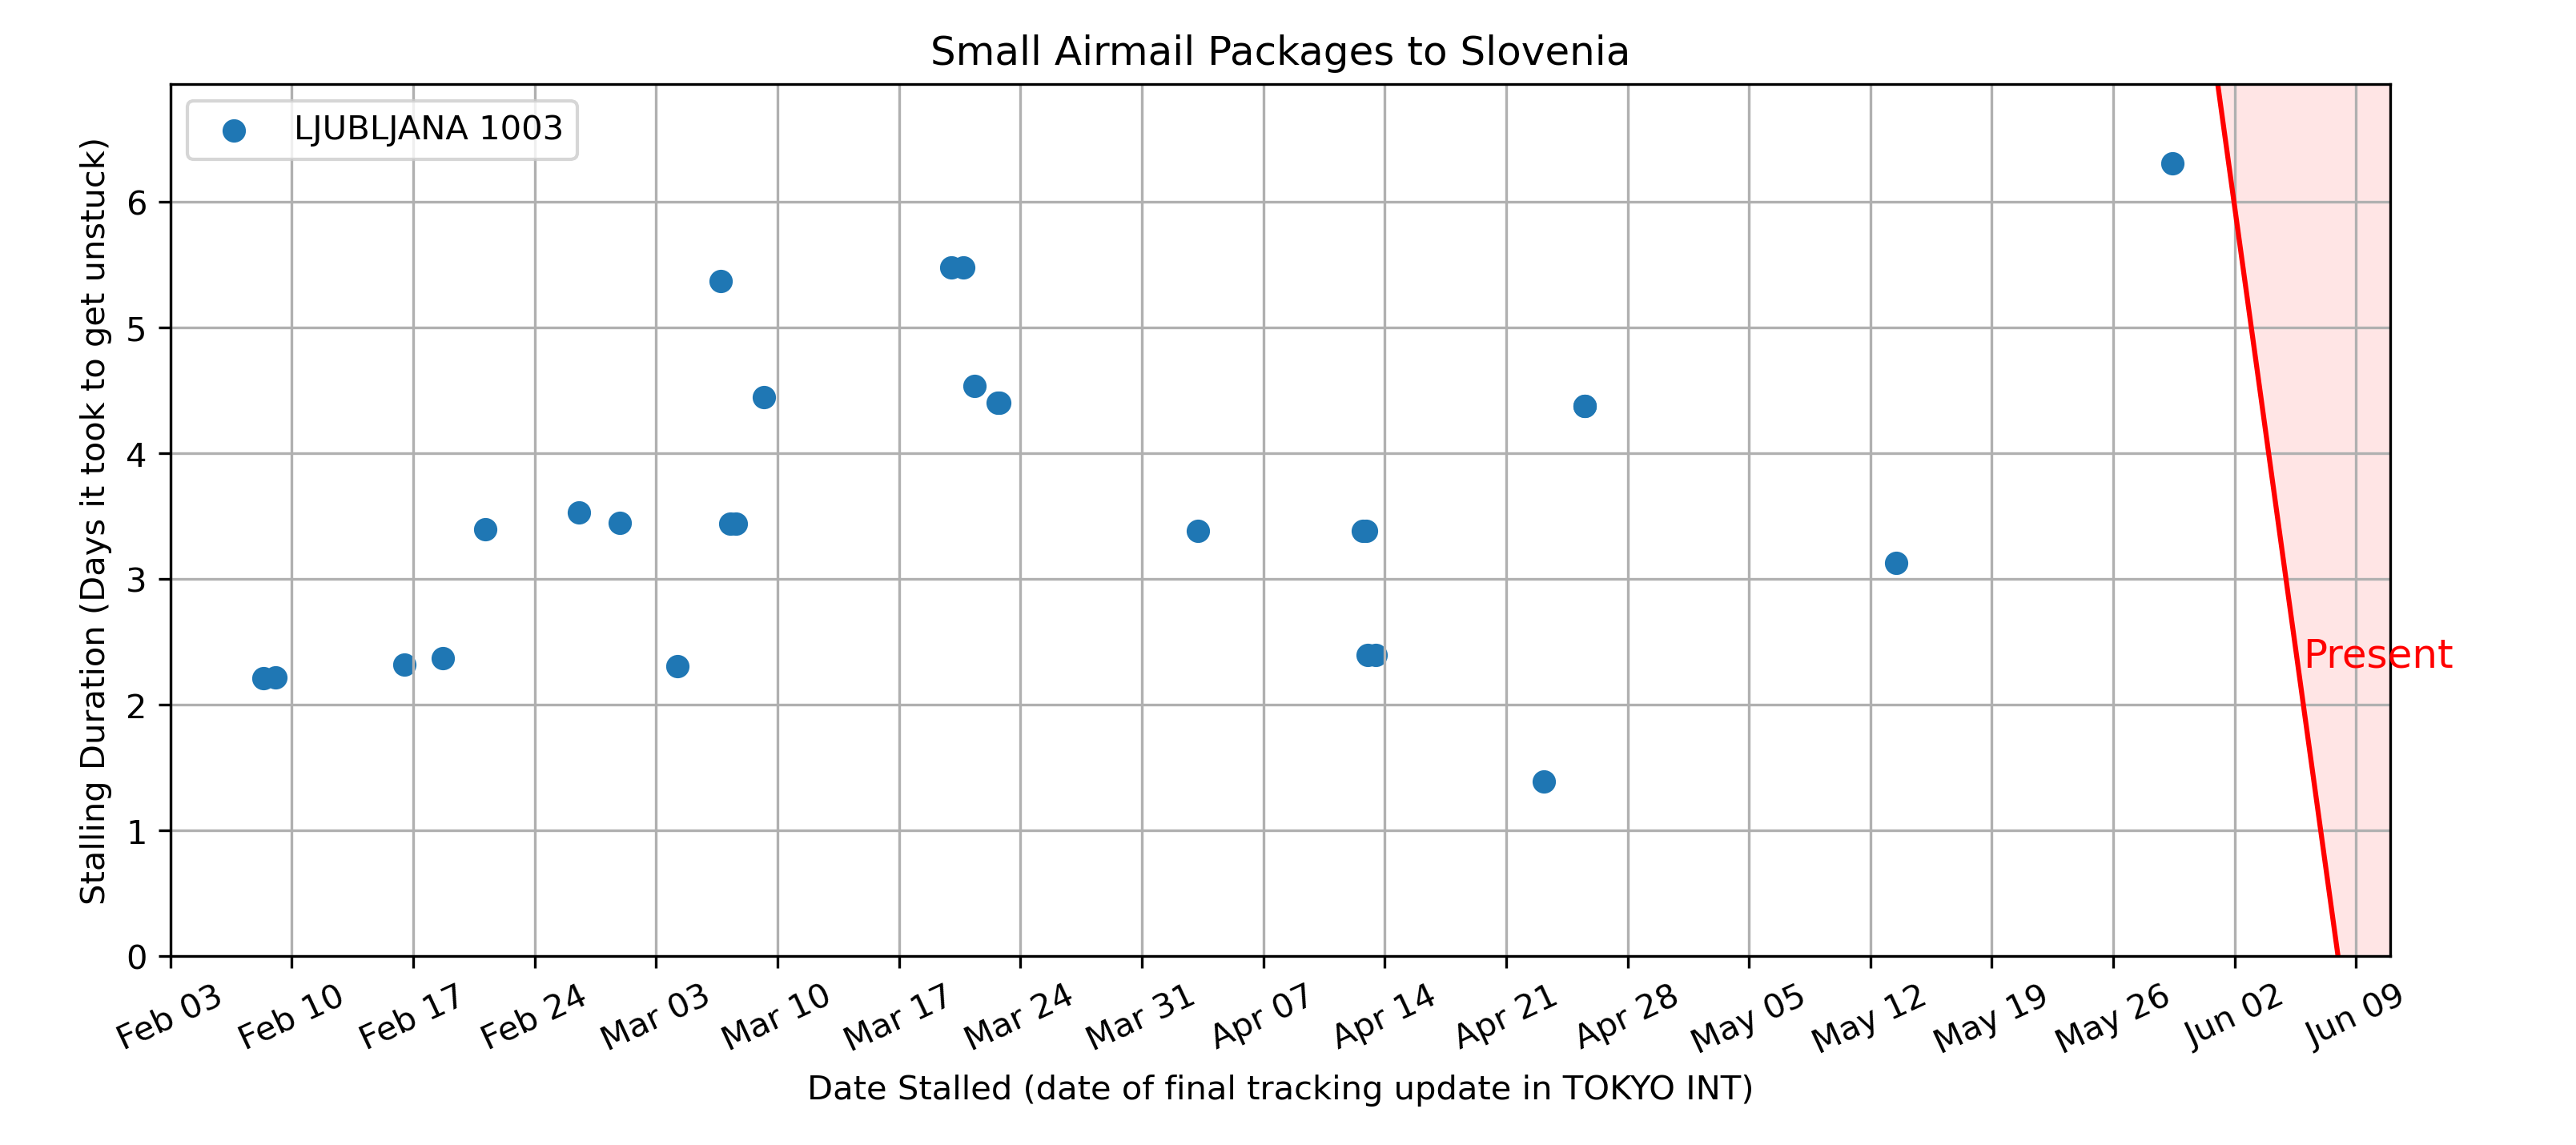 Small Airmail Packages to Slovenia
LJUBLJANA 1003
Stalling Duration (Days it took to get unstuck)
6
5
4
3
2
1
0
Present
Feb 03
Feb 10
Feb 17
Feb 24
Mar 03
Mar 10
Mar 17
Mar 24
Mar 31
Apr 07
Apr 14
Apr 21
Apr 28
May 05
May 12
May 19
May 26
Jun 02
Jun 09
Date Stalled (date of final tracking update in TOKYO INT)